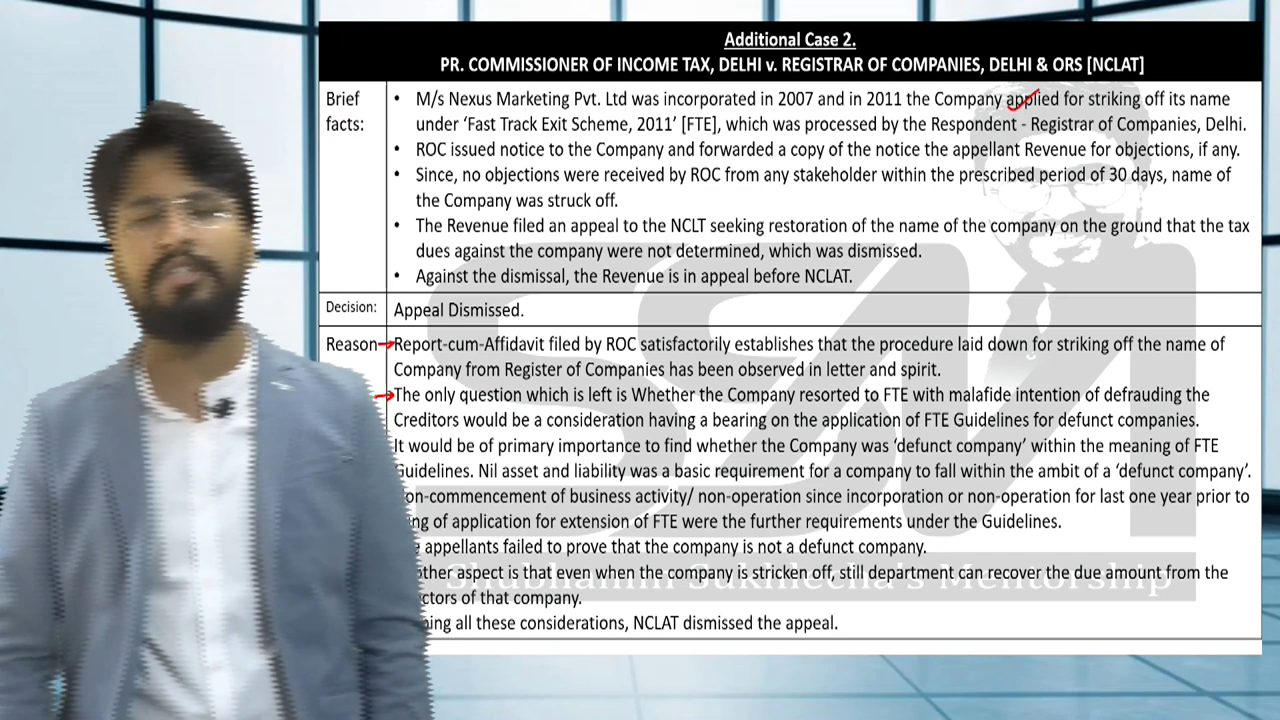 Additional Case 2.
PR. COMMISSIONER OF INCOME TAX, DELHI v. REGISTRAR OF COMPANIES, DELHI & ORS [NCLAT]
Brief facts:
• M/s Nexus Marketing Pvt. Ltd was incorporated in 2007 and in 2011 the Company applied for striking off its name
under ‘Fast Track Exit Scheme, 2011’ [FTE], which was processed by the Respondent - Registrar of Companies, Delhi.
• ROC issued notice to the Company and forwarded a copy of the notice the appellant Revenue for objections, if any.
• Since, no objections were received by ROC from any stakeholder within the prescribed period of 30 days, name of
the Company was struck off.
• The Revenue filed an appeal to the NCLT seeking restoration of the name of the company on the ground that the tax
dues against the company were not determined, which was dismissed.
• Against the dismissal, the Revenue is in appeal before NCLAT.
Decision: Appeal Dismissed.
Reason Report-cum-Affidavit filed by ROC satisfactorily establishes that the procedure laid down for striking off the name of
Company from Register of Companies has been observed in letter and spirit.
The only question which is left is Whether the Company resorted to FTE with malafide intention of defrauding the
Creditors would be a consideration having a bearing on the application of FTE Guidelines for defunct companies.
It would be of primary importance to find whether the Company was ‘defunct company’ within the meaning of FTE
Guidelines. Nil asset and liability was a basic requirement for a company to fall within the ambit of a ‘defunct company’.
on-commencement of business activity/ non-operation since incorporation or non-operation for last one year prior to
ng of application for extension of FTE were the further requirements under the Guidelines.
appellants failed to prove that the company is not a defunct company.
other aspect is that even when the company is stricken off, still department can recover the due amount from the
ctors of that company.
ing all these considerations, NCLAT dismissed the appeal.
SSM
Shubhamm Sukhlecha's Mentorship